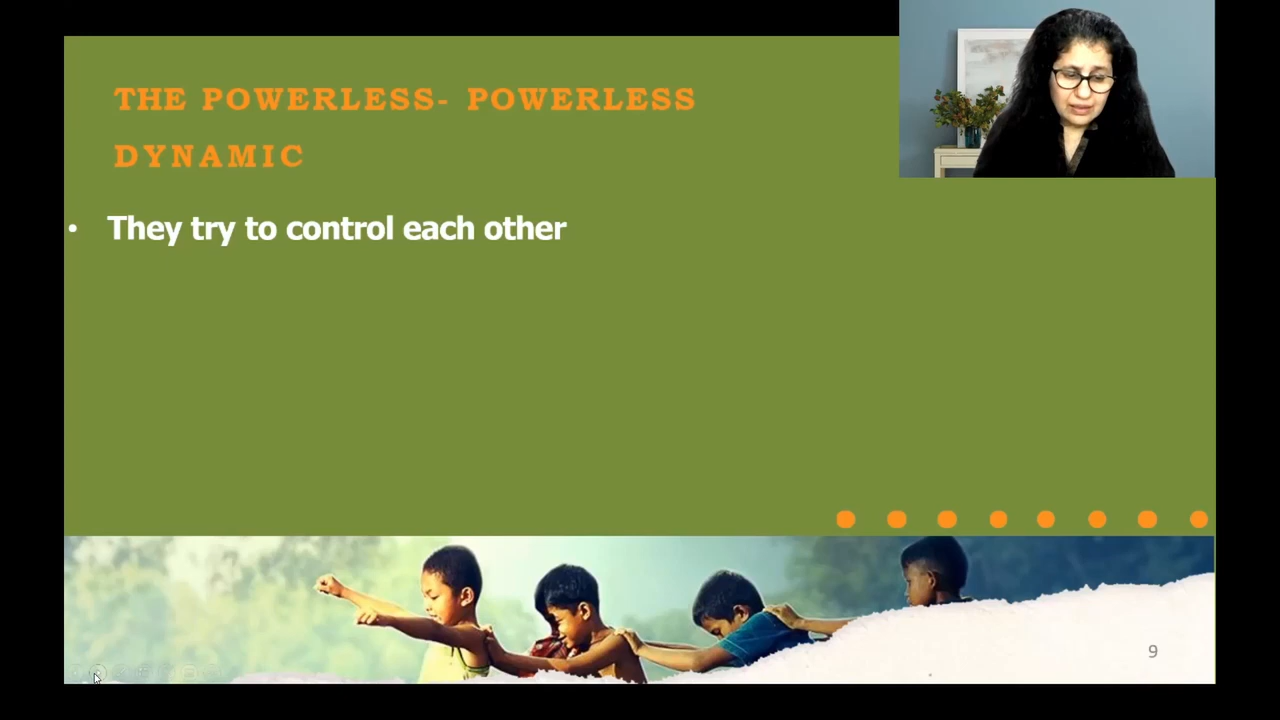 THE POWERLESS- POWERLESS
DYNAMIC
• They try to control each other
9